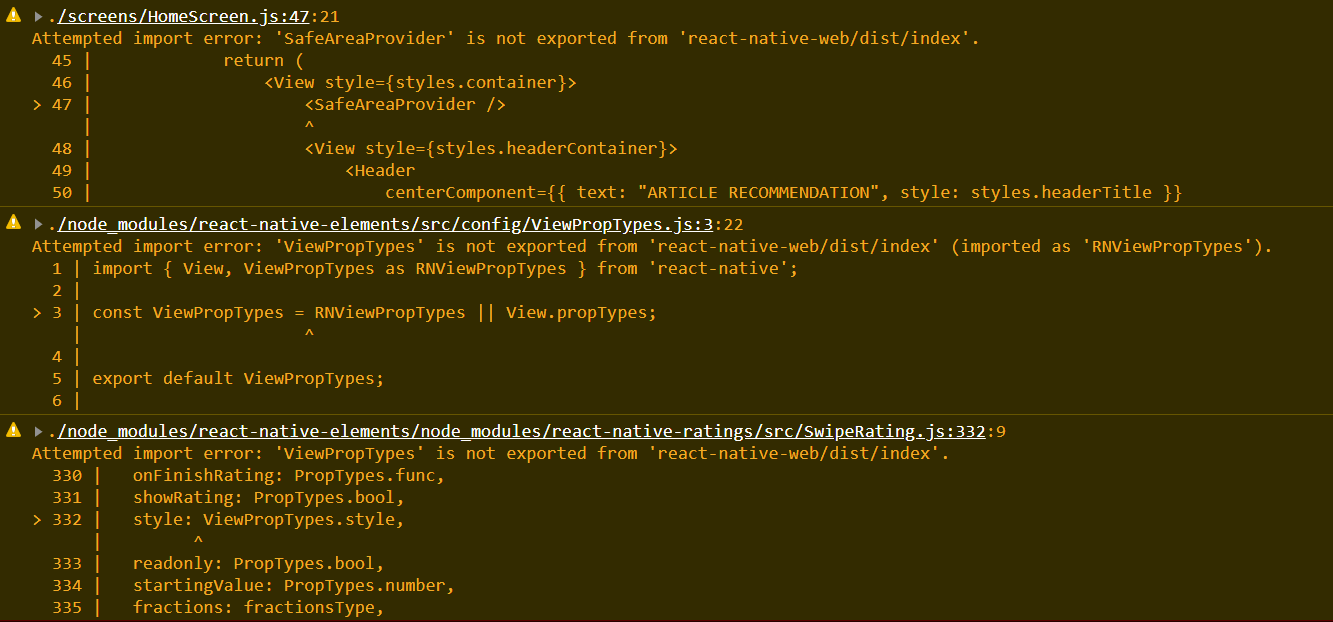 ./screens/HomeScreen.js:47:21
Attempted import error: 'SafeAreaProvider' is not exported from 'react-native-web/dist/index'.
  45 |             return (
  46 |                 <View style={styles.container}>
> 47 |                     <SafeAreaProvider />
     |                     ^
  48 |                     <View style={styles.headerContainer}>
  49 |                         <Header
  50 |                             centerComponent={{ text: "ARTICLE RECOMMENDATION", style: styles.headerTitle }}
./node_modules/react-native-elements/src/config/ViewPropTypes.js:3:22
Attempted import error: 'ViewPropTypes' is not exported from 'react-native-web/dist/index' (imported as 'RNViewPropTypes').
  1 | import { View, ViewPropTypes as RNViewPropTypes } from 'react-native';
  2 |
> 3 | const ViewPropTypes = RNViewPropTypes || View.propTypes;
    |                       ^
  4 |
  5 | export default ViewPropTypes;
  6 |
./node_modules/react-native-elements/node_modules/react-native-ratings/src/SwipeRating.js:332:9
Attempted import error: 'ViewPropTypes' is not exported from 'react-native-web/dist/index'.
  330 |   onFinishRating: PropTypes.func,
  331 |   showRating: PropTypes.bool,
> 332 |   style: ViewPropTypes.style,
      |         ^
  333 |   readonly: PropTypes.bool,
  334 |   startingValue: PropTypes.number,
  335 |   fractions: fractionsType,